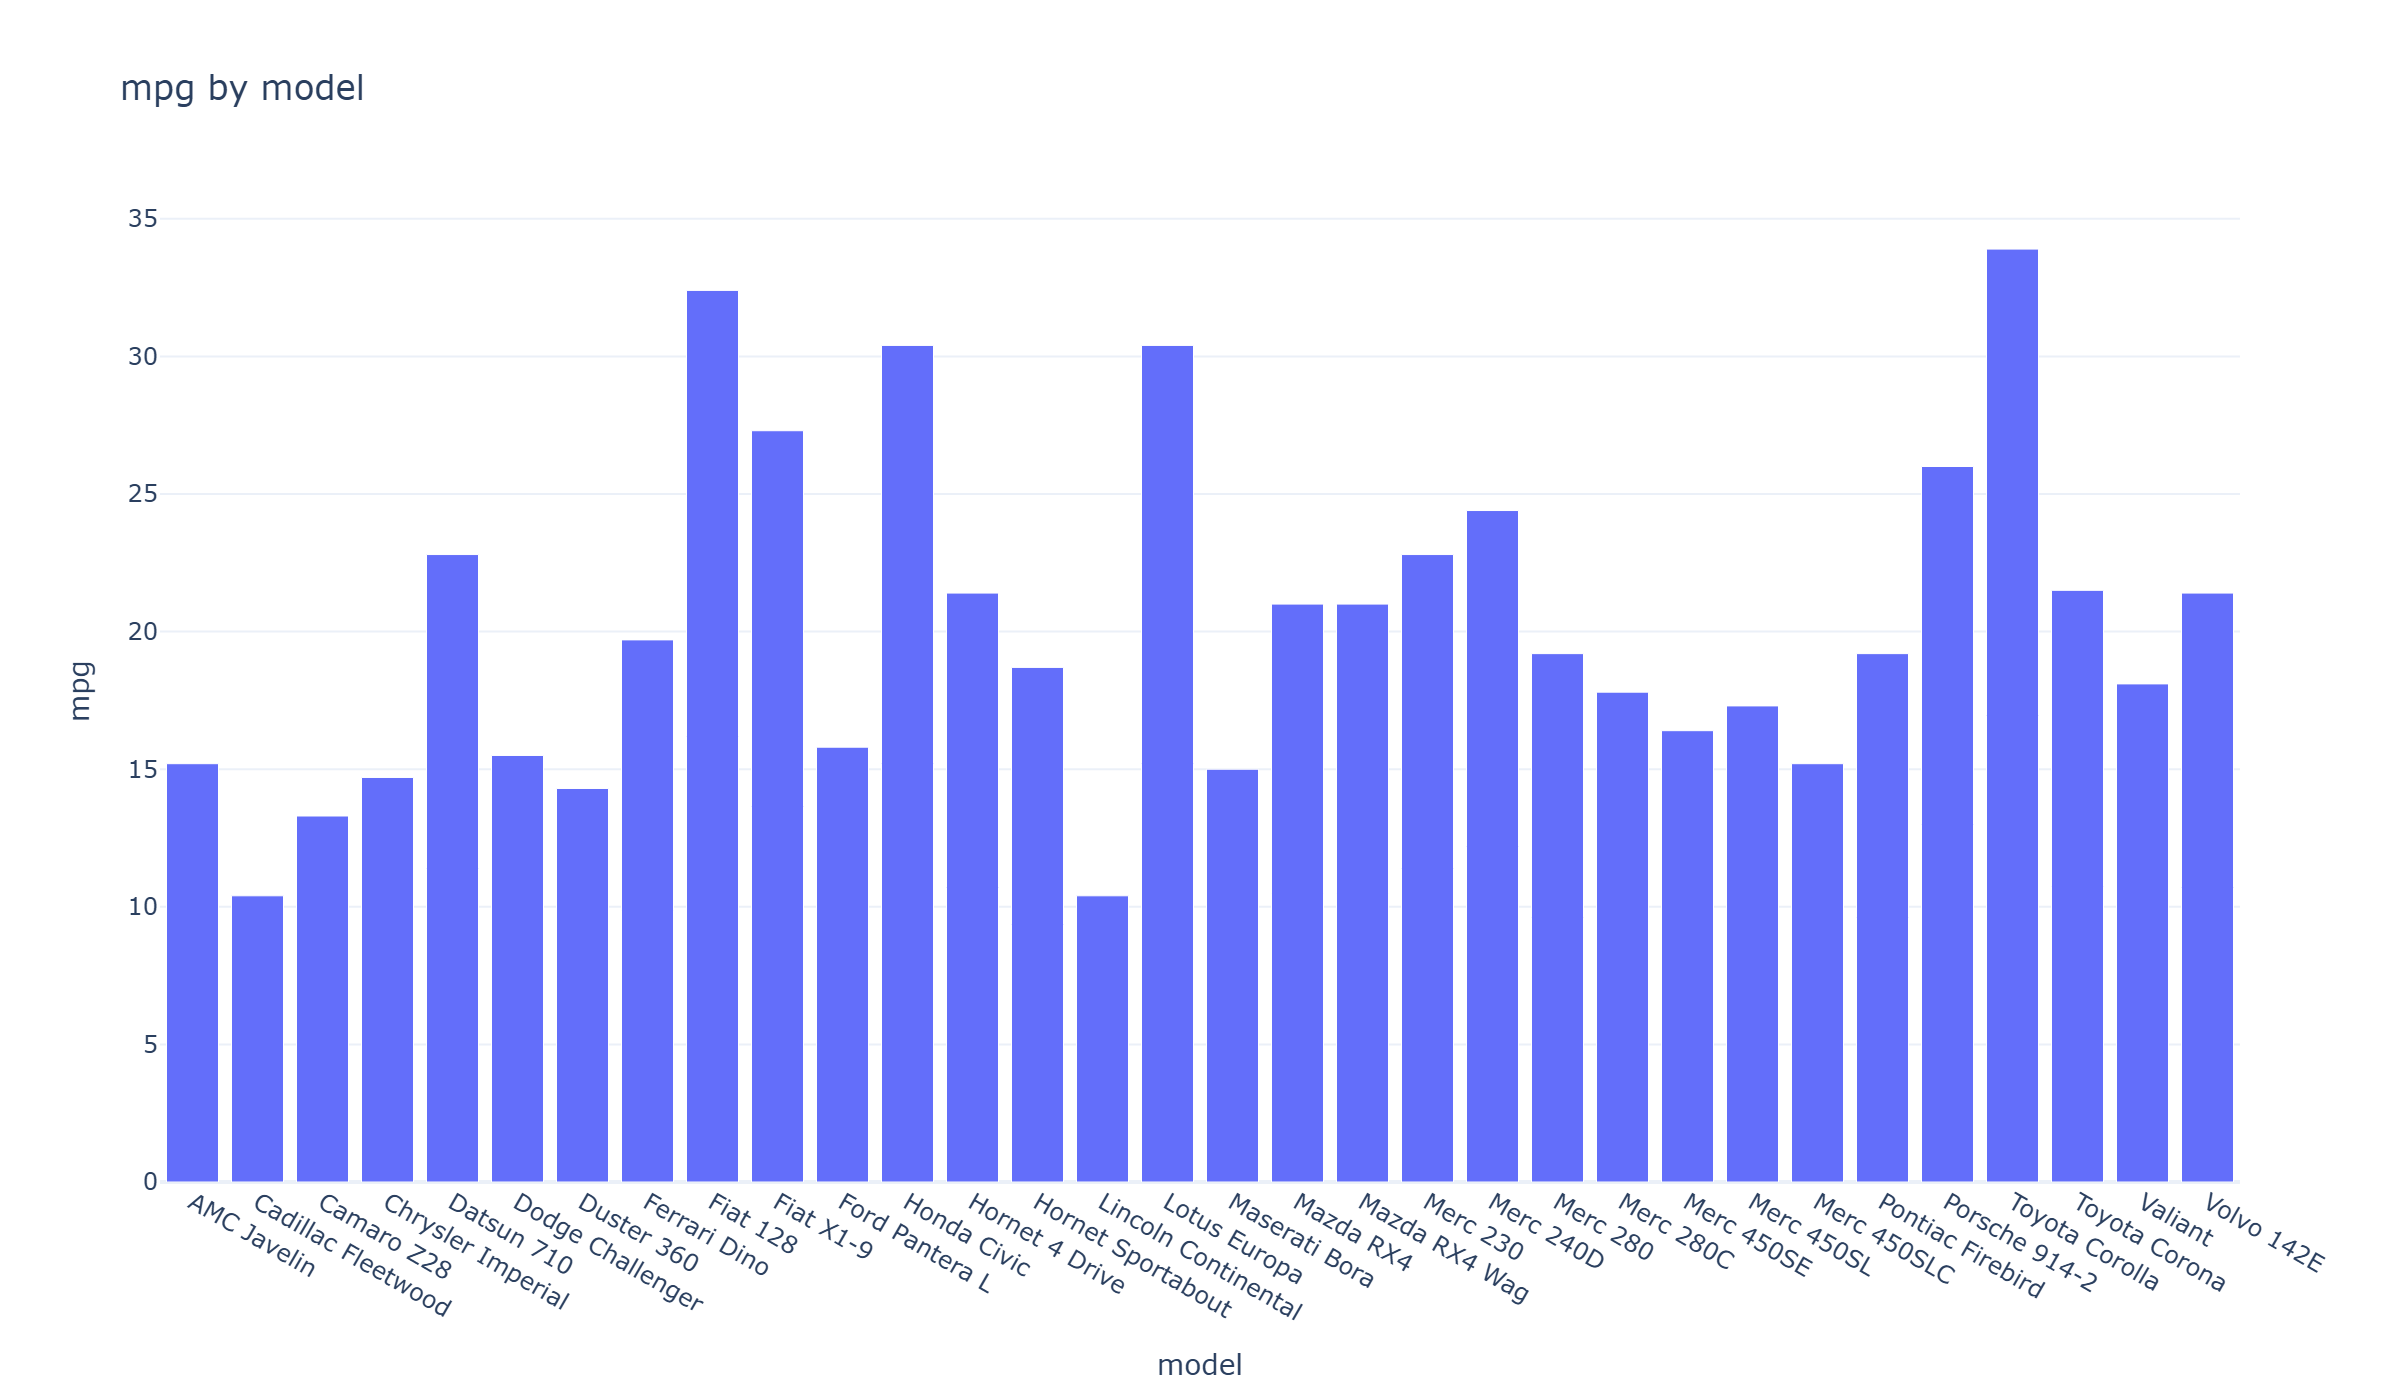 mpg by model
35
30
25
20
15
10
5
0
mpg
AMC Javelin
Cadillac Fleetwood
Camaro Z28
Chrysler Imperial
Datsun 710
Dodge Challenger
Duster 360
Ferrari Dino
Fiat 128
Fiat X1-9
Ford Pantera L
Honda Civic
Hornet 4 Drive
Hornet Sportabout
Lincoln Continental
Lotus Europa
Maserati Bora
Mazda RX4
Mazda RX4 Wag
Merc 230
Merc 240D
Merc 280
Merc 280C
Merc 450SE
Merc 450SL
Merc 450SLC
Pontiac Firebird
Porsche 914-2
Toyota Corolla
Toyota Corona
Valiant
Volvo 142E
model